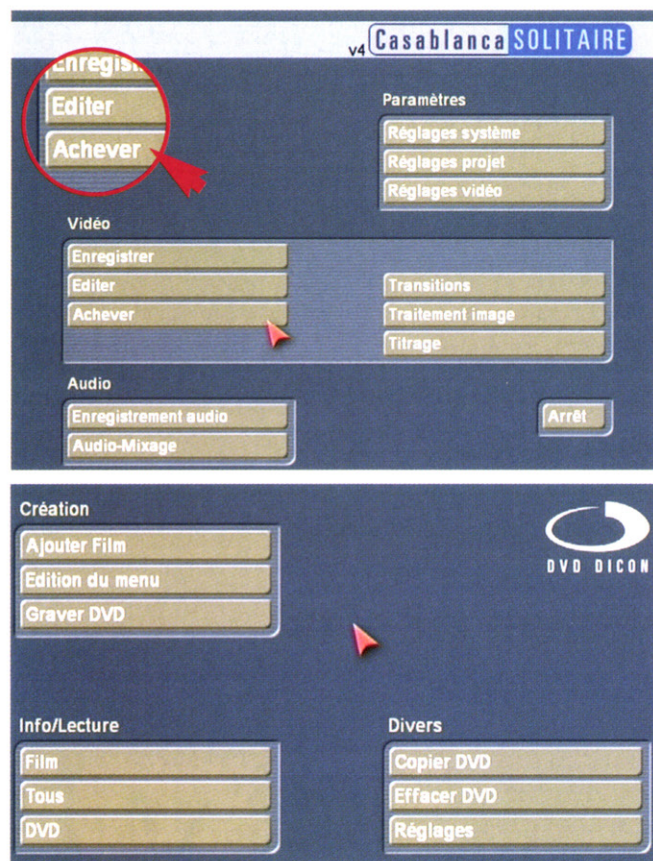 v4 Casablanca SOLITAIRE
Enregis
Editer
Achever
Paramètres
Réglages système
Réglages projet
Réglages vidéo
Vidéo
Enregistrer
Editer
Achever
Transitions
Traitement image
Titrage
Audio
Enregistrement audio
Audio-Mixage
Arrêt
Création
Ajouter Film
Edition du menu
Graver DVD
DVD DICON
Info/Lecture
Film
Tous
DVD
Divers
Copier DVD
Effacer DVD
Réglages